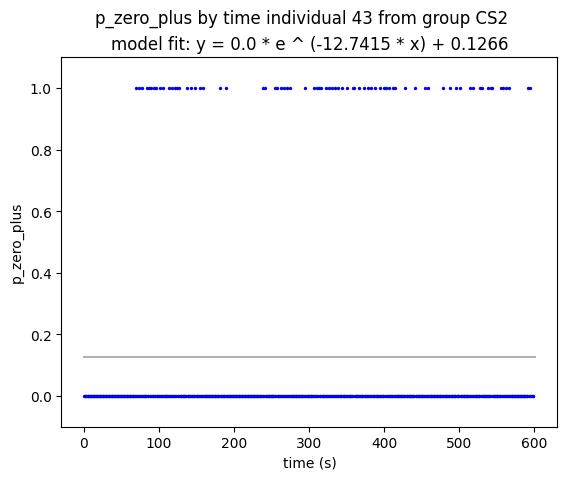 p_zero_plus by time individual 43 from group CS2
model fit: y = 0.0 * e ^ (-12.7415 * x) + 0.1266
1.0
0.8
0.6
0.4
0.2
0.0
p_zero_plus
0 100 200 300 400 500 600
time (s)